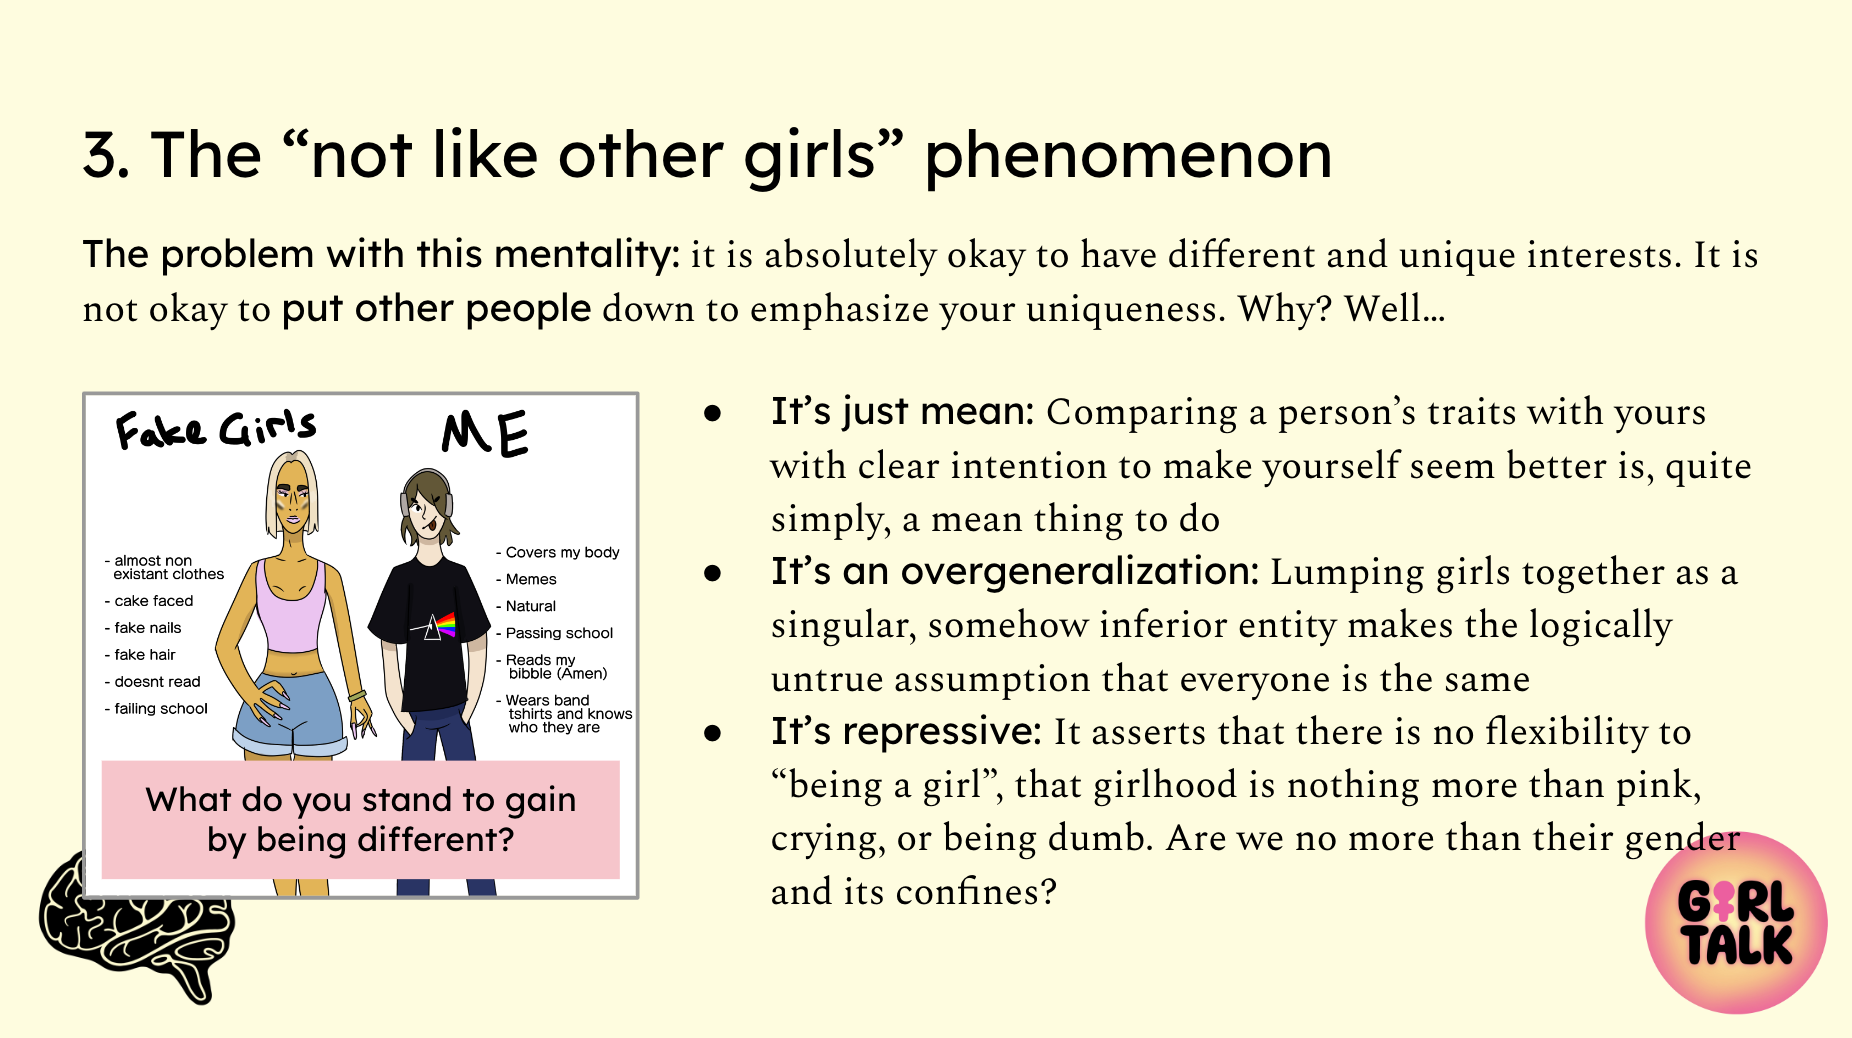 3. The “not like other girls” phenomenon
The problem with this mentality: it is absolutely okay to have different and unique interests. It is
not okay to put other people down to emphasize your uniqueness. Why? Well…
Fake Girls
ME
- almost non
existant clothes
- cake faced
- fake nails
- fake hair
- doesnt read
- failing school
- Covers my body
- Memes
- Natural
- Passing school
- Reads my
bibble (Amen)
- Wears band
tshirts and knows
who they are
What do you stand to gain
by being different?
● It’s just mean: Comparing a person’s traits with yours
with clear intention to make yourself seem better is, quite
simply, a mean thing to do
● It’s an overgeneralization: Lumping girls together as a
singular, somehow inferior entity makes the logically
untrue assumption that everyone is the same
● It’s repressive: It asserts that there is no flexibility to
“being a girl”, that girlhood is nothing more than pink,
crying, or being dumb. Are we no more than their gender
and its confines?
GIRL
TALK